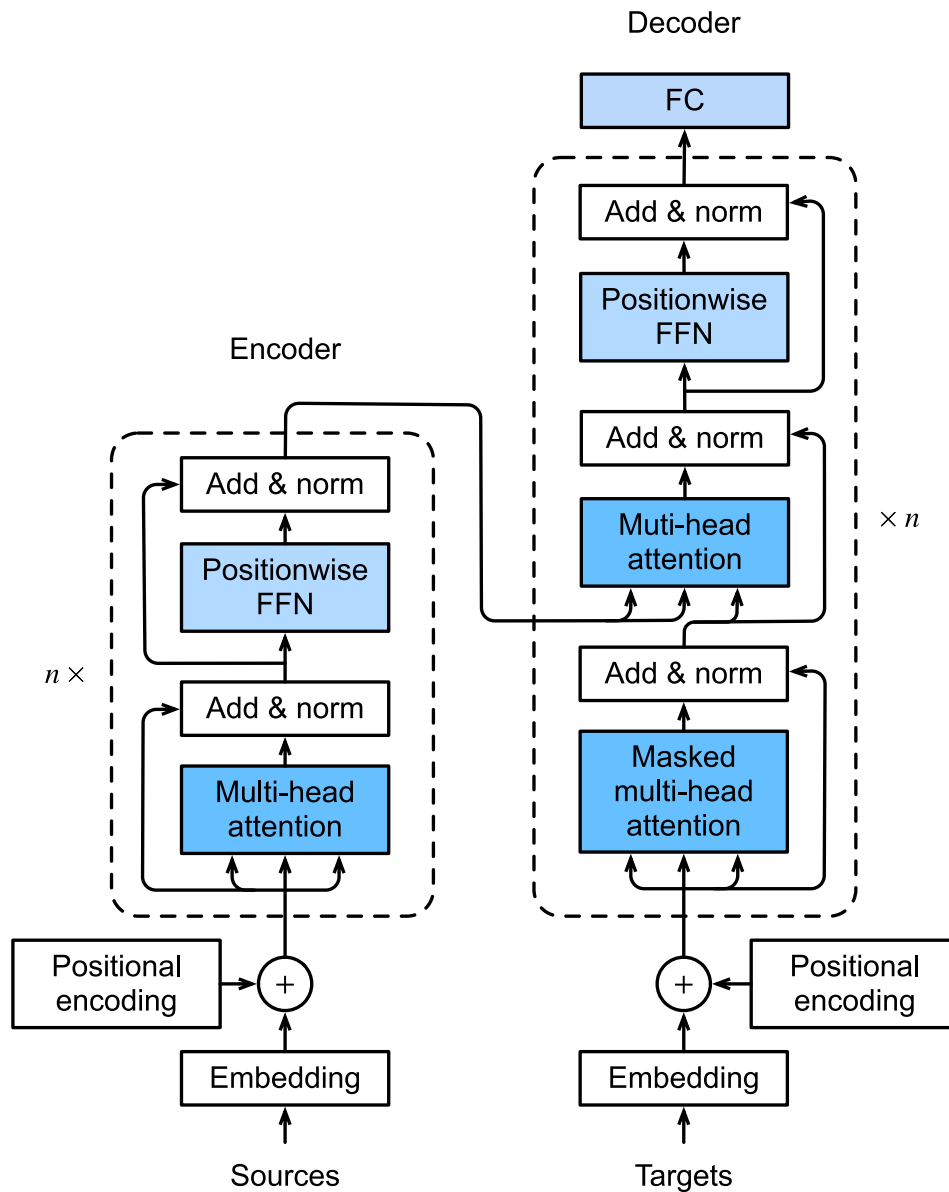 Decoder
FC
Add & norm
Positionwise
FFN
Add & norm
Muti-head
attention
× n
Add & norm
Masked
multi-head
attention
Positional
encoding
+
Embedding
Targets
Encoder
Add & norm
Positionwise
FFN
n ×
Add & norm
Multi-head
attention
Positional
encoding
+
Embedding
Sources